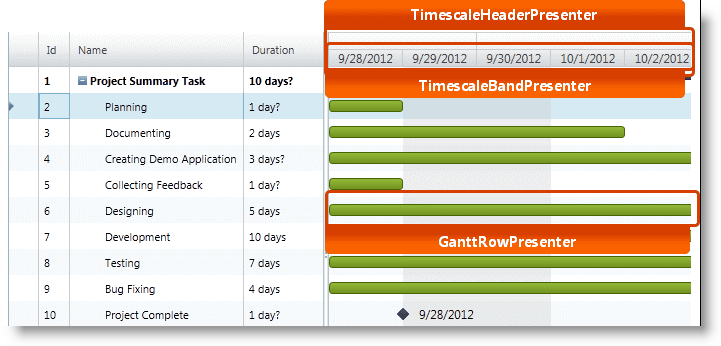 TimescaleHeaderPresenter
Id Name Duration 9/28/2012 9/29/2012 9/30/2012 10/1/2012 10/2/2012
1 Project Summary Task 10 days?
TimescaleBandPresenter
2 Planning 1 day?
3 Documenting 2 days
4 Creating Demo Application 3 days?
5 Collecting Feedback 1 day?
6 Designing 5 days
7 Development 10 days
GanttRowPresenter
8 Testing 7 days
9 Bug Fixing 4 days
10 Project Complete 1 day? 9/28/2012